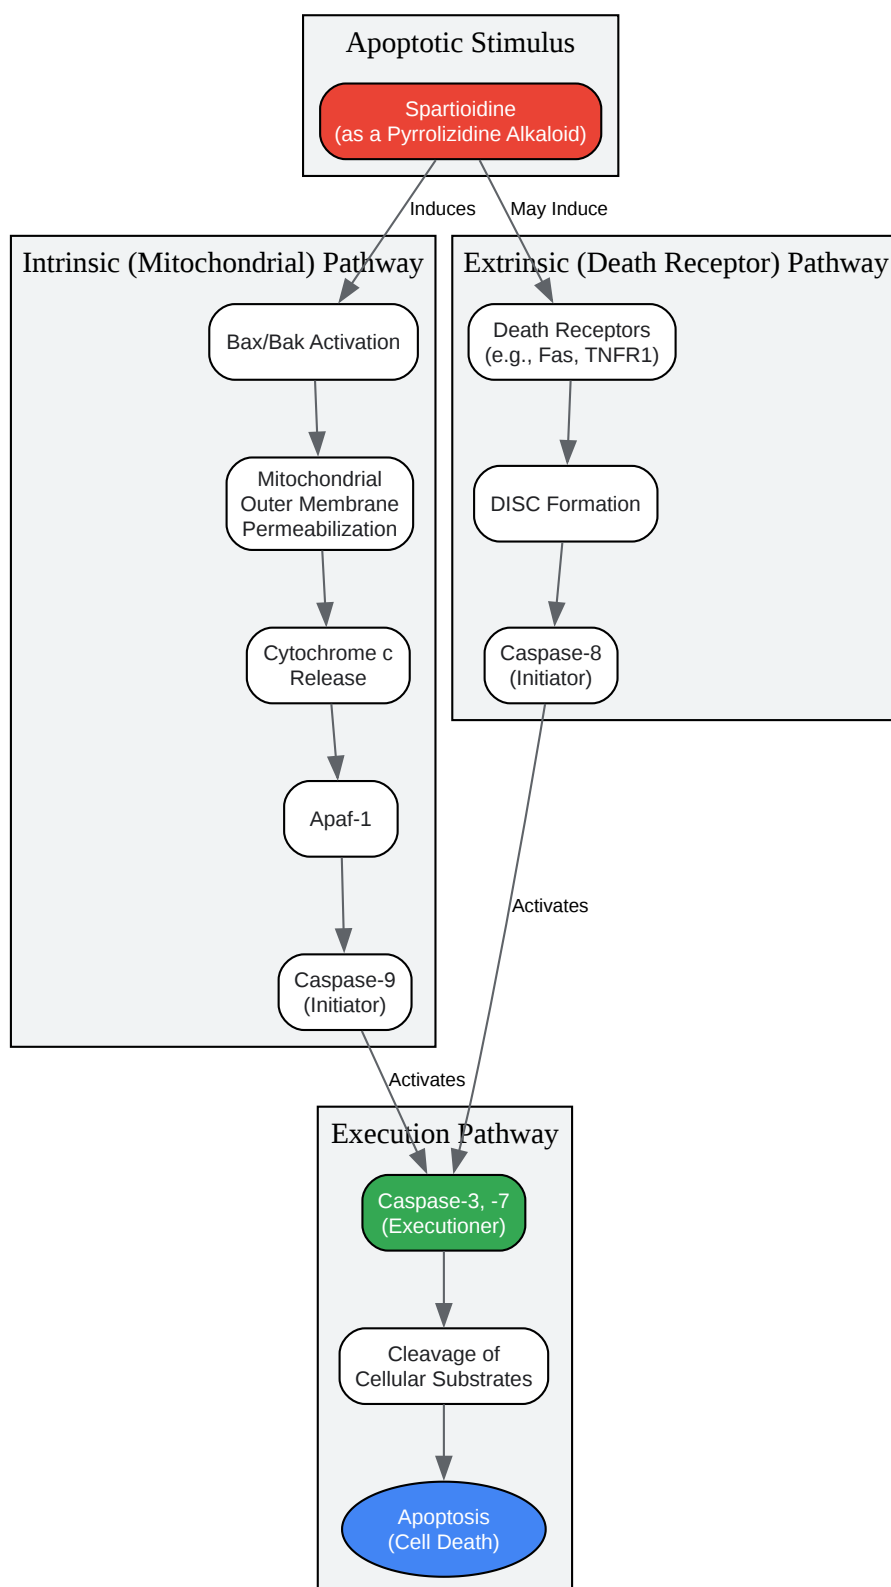 Apoptotic Stimulus
Spartioidine
(as a Pyrrolizidine Alkaloid)
Induces
May Induce
Intrinsic (Mitochondrial) Pathway
Bax/Bak Activation
Mitochondrial
Outer Membrane
Permeabilization
Cytochrome c
Release
Apaf-1
Caspase-9
(Initiator)
Activates
Extrinsic (Death Receptor) Pathway
Death Receptors
(e.g., Fas, TNFR1)
DISC Formation
Caspase-8
(Initiator)
Activates
Execution Pathway
Caspase-3, -7
(Executioner)
Cleavage of
Cellular Substrates
Apoptosis
(Cell Death)